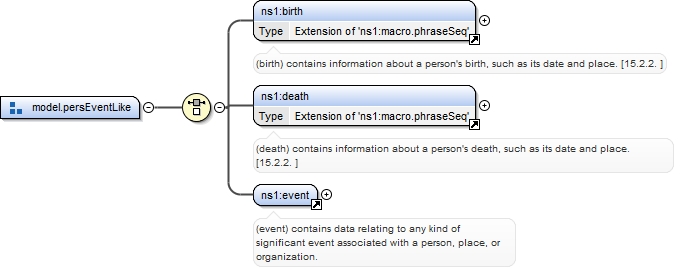 ns1:birth
Type Extension of 'ns1:macro.phraseSeq'
(birth) contains information about a person's birth, such as its date and place. [15.2.2. ]
model.persEventLike
ns1:death
Type Extension of 'ns1:macro.phraseSeq'
(death) contains information about a person's death, such as its date and place.
[15.2.2. ]
ns1:event
(event) contains data relating to any kind of
significant event associated with a person, place, or
organization.